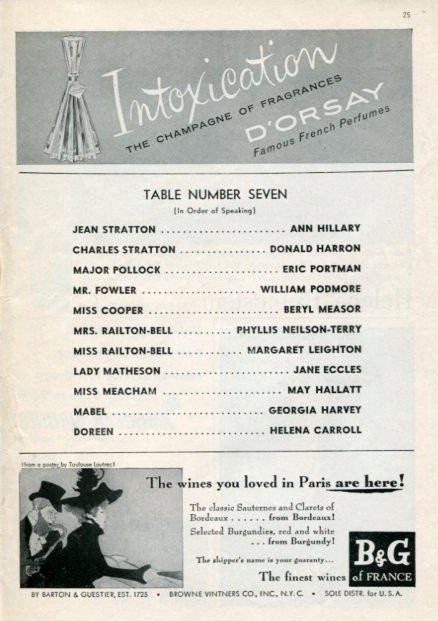 25
Intoxication
THE CHAMPAGNE OF FRAGRANCES
D'ORSAY
Famous French Perfumes
TABLE NUMBER SEVEN
(In Order of Speaking)
JEAN STRATTON ........................ ANN HILLARY
CHARLES STRATTON .................. DONALD HARRON
MAJOR POLLOCK ...................... ERIC PORTMAN
MR. FOWLER ........................ WILLIAM PODMORE
MISS COOPER .......................... BERYL MEASOR
MRS. RAILTON-BELL .......... PHYLLIS NEILSON-TERRY
MISS RAILTON-BELL .............. MARGARET LEIGHTON
LADY MATHESON ........................ JANE ECCLES
MISS MEACHAM ........................ MAY HALLATT
MABEL .............................. GEORGIA HARVEY
DOREEN ............................ HELENA CARROLL
(from a poster by Toulouse Lautrec)
The wines you loved in Paris are here!
The classic Sauternes and Clarets of
Bordeaux ...... from Bordeaux!
Selected Burgundies, red and white
... from Burgundy!
The shipper's name is your guaranty...
The finest wines
B&G
of FRANCE
BY BARTON & GUESTIER, EST. 1725 • BROWNE VINTNERS CO., INC., N.Y.C. • SOLE DISTR. for U.S.A.